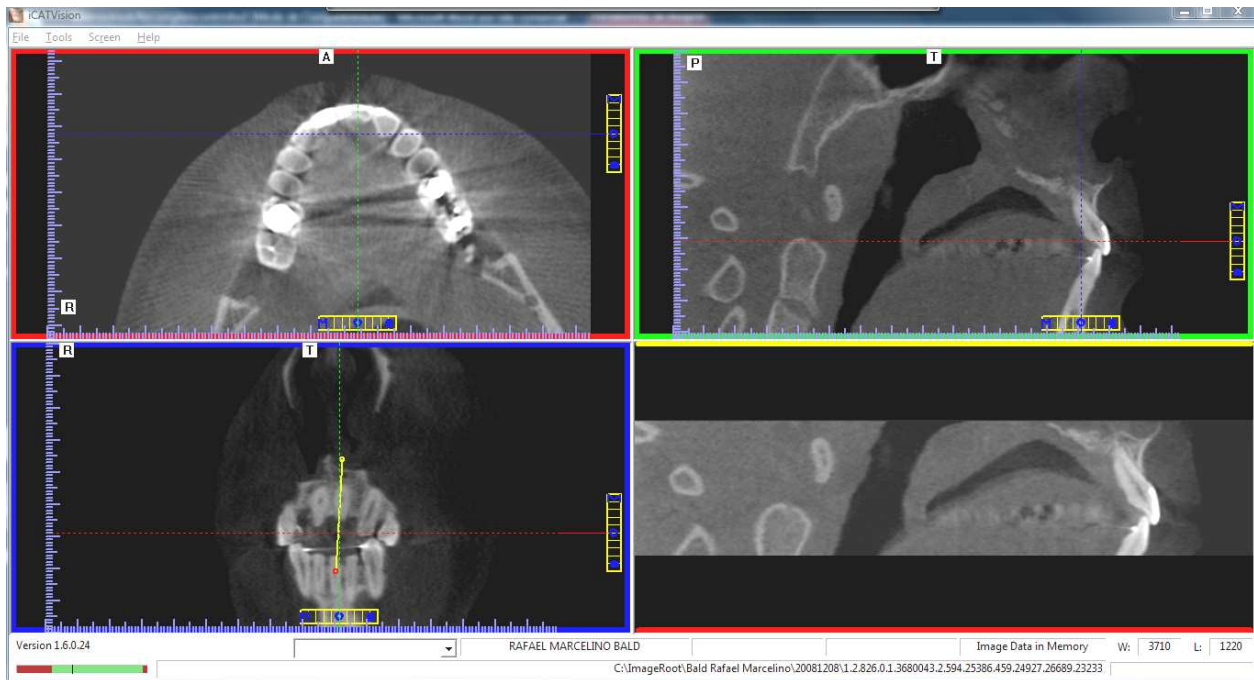 iCATVision
File Tools Screen Help
A
R
P
T
R
T
Version 1.6.0.24
RAFAEL MARCELINO BALD
Image Data in Memory
W: 3710 L: 1220
C:\ImageRoot\Bald Rafael Marcelino\20081208\1.2.826.0.1.3680043.2.594.25386.459.24927.26689.23233